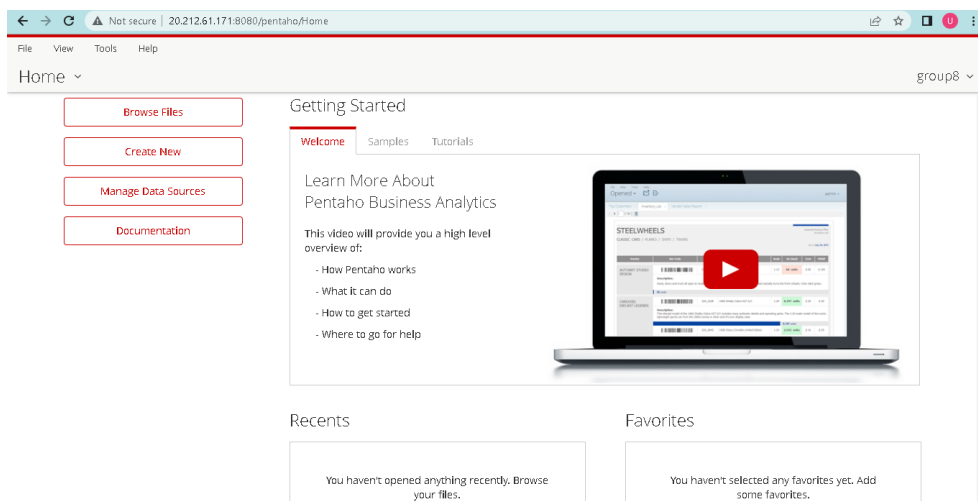 Not secure | 20.212.61.171:8080/pentaho/Home
U
File View Tools Help
Home
group8
Browse Files
Create New
Manage Data Sources
Documentation
Getting Started
Welcome Samples Tutorials
Learn More About
Pentaho Business Analytics
This video will provide you a high level
overview of:
- How Pentaho works
- What it can do
- How to get started
- Where to go for help
Opened
STEELWHEELS
Recents
Favorites
You haven't opened anything recently. Browse
your files.
You haven't selected any favorites yet. Add
some favorites.